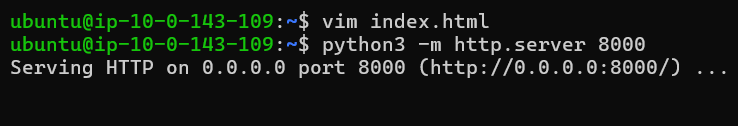 ubuntu@ip-10-0-143-109:~$ vim index.html
ubuntu@ip-10-0-143-109:~$ python3 -m http.server 8000
Serving HTTP on 0.0.0.0 port 8000 (http://0.0.0.0:8000/) ...